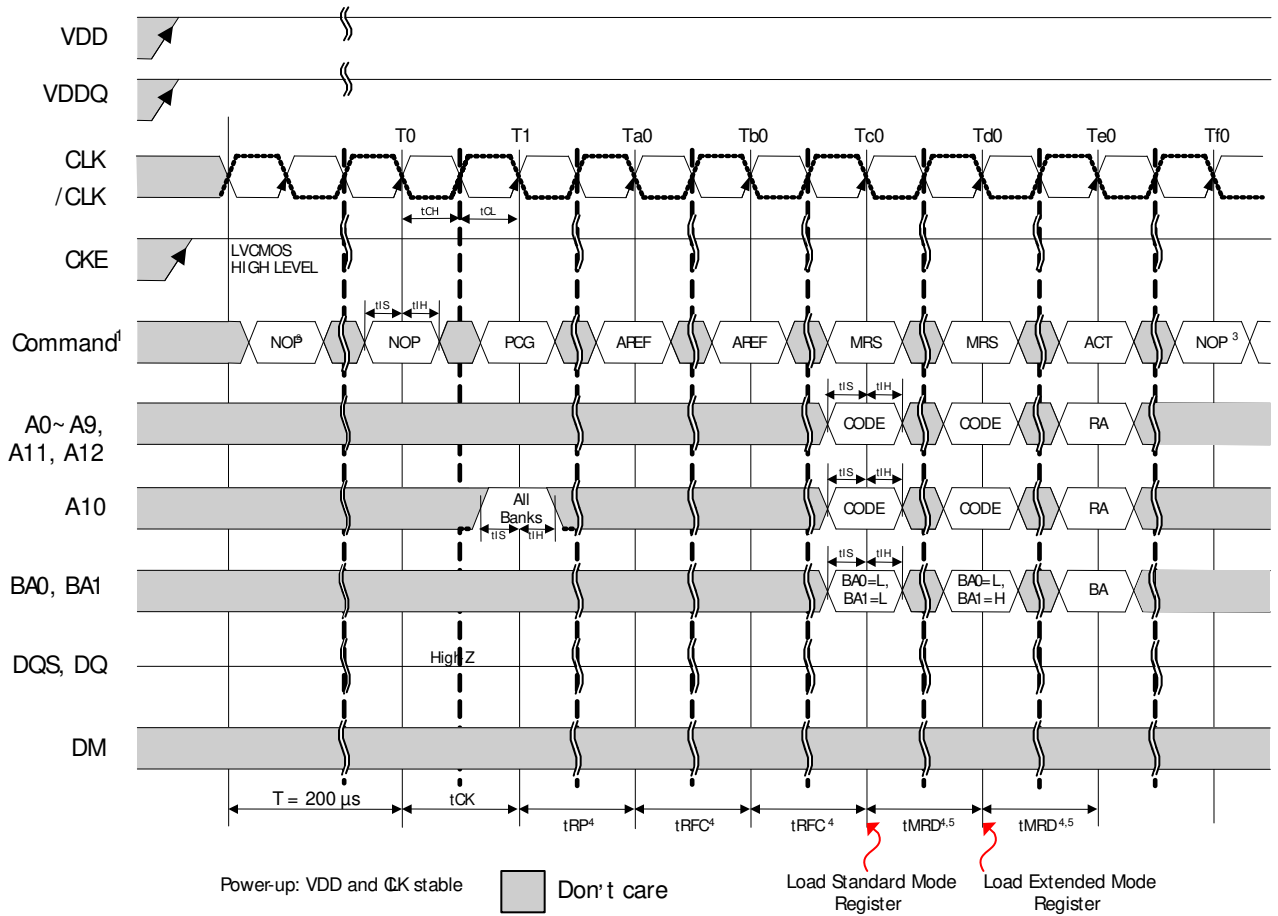 VDD
VDDQ
T0 T1 Ta0 Tb0 Tc0 Td0 Te0 Tf0
CLK
/CLK
tCH tCL
CKE
LVCMOS
HIGH LEVEL
tIS tIH
Command1 NOP NOP PCG AREF AREF MRS MRS ACT NOP 3
tIS tIH
A0~A9,
A11, A12
CODE CODE RA
tIS tIH
A10
All
Banks
tIS tIH
CODE CODE RA
tIS tIH
BA0, BA1
BA0=L,
BA1=L
BA0=L,
BA1=H
BA
DQS, DQ
High-Z
DM
T = 200 µs tCK
tRP4 tRFC4 tRFC4 tMRD4,5 tMRD4,5
Power-up: VDD and CLK stable
Don't care
Load Standard Mode
Register
Load Extended Mode
Register